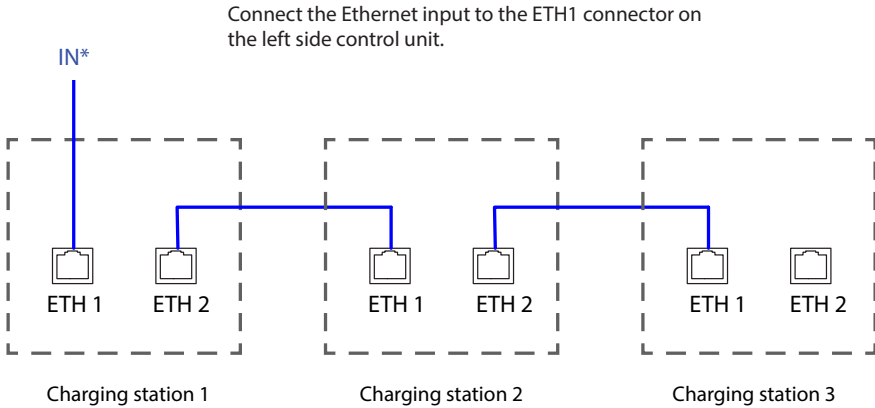 Connect the Ethernet input to the ETH1 connector on
the left side control unit.
IN*
ETH 1 ETH 2 ETH 1 ETH 2 ETH 1 ETH 2
Charging station 1 Charging station 2 Charging station 3